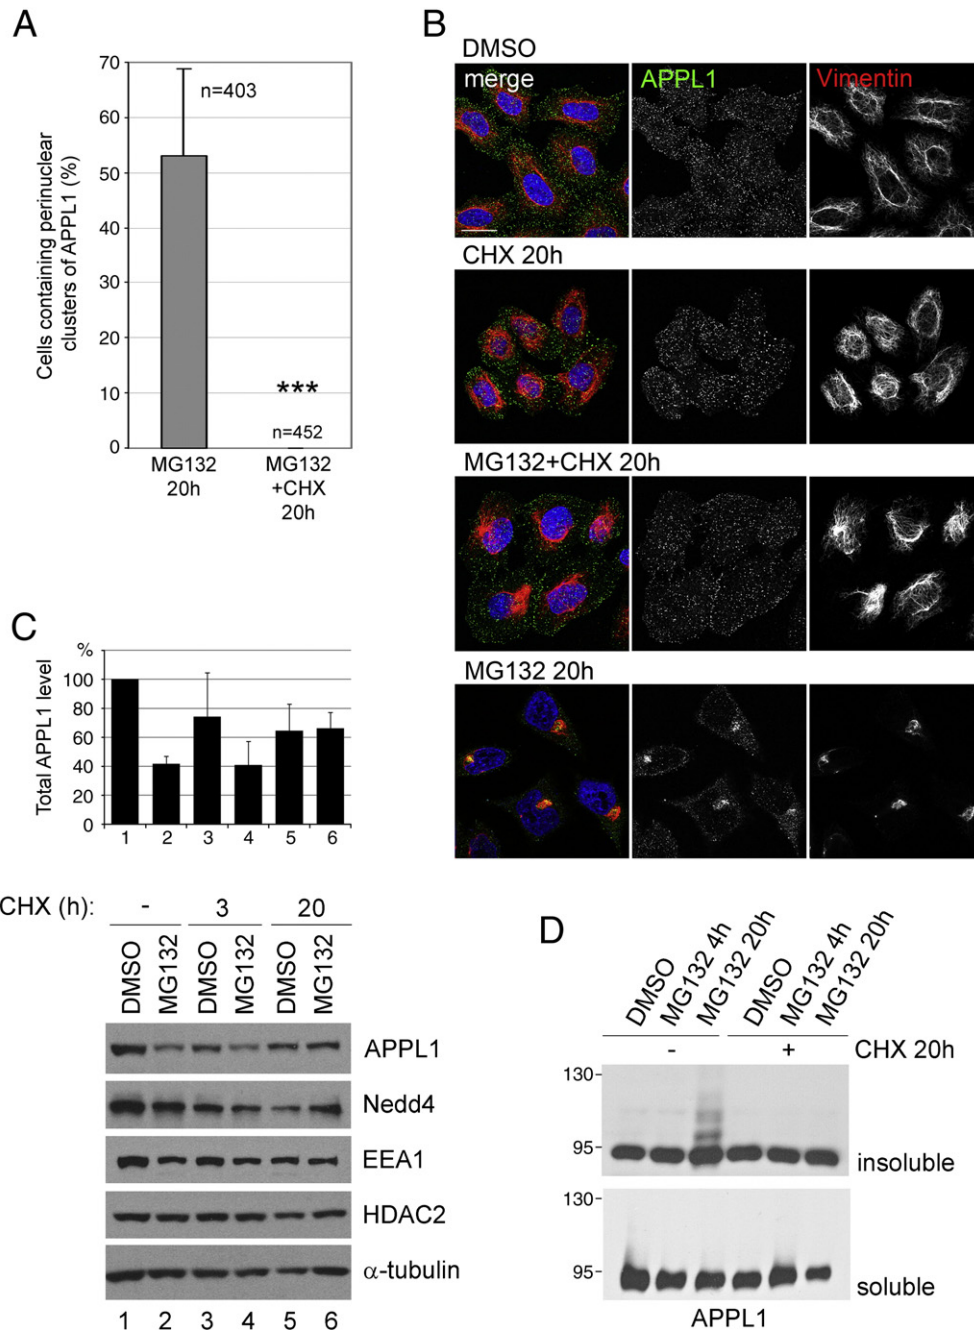 A
70
60
50
40
30
20
10
0
Cells containing perinuclear
clusters of APPL1 (%)
n=403
***
n=452
MG132
20h
MG132
+CHX
20h
B
DMSO
merge
APPL1
Vimentin
CHX 20h
MG132+CHX 20h
MG132 20h
C
%
100
80
60
40
20
0
Total APPL1 level
1 2 3 4 5 6
CHX (h): - 3 20
DMSO MG132 DMSO MG132 DMSO MG132
APPL1
Nedd4
EEA1
HDAC2
α-tubulin
1 2 3 4 5 6
D
DMSO MG132 4h MG132 20h DMSO MG132 4h MG132 20h
- + CHX 20h
130
95
insoluble
130
95
soluble
APPL1